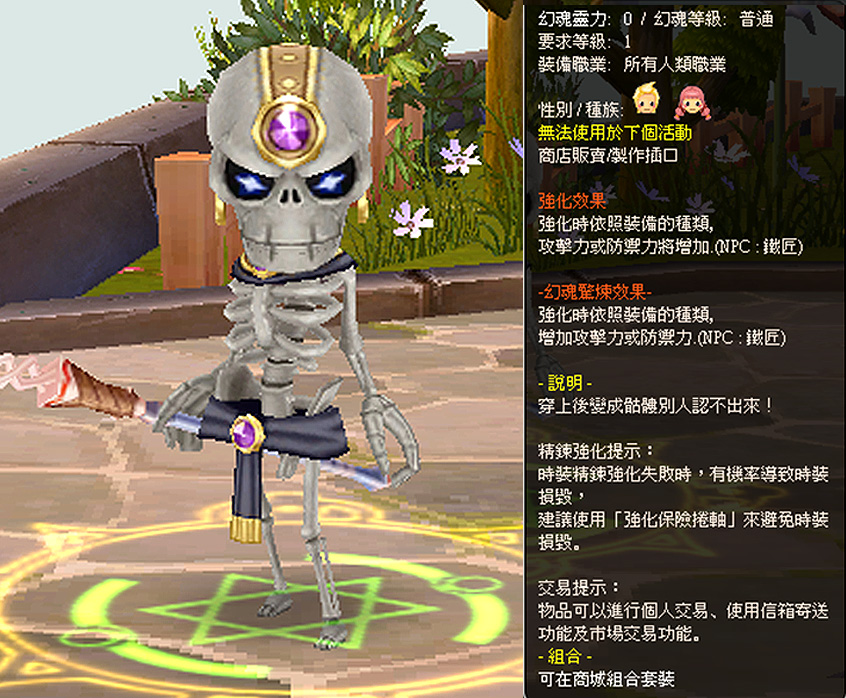 幻魂靈力: 0 / 幻魂等級: 普通
要求等級: 1
裝備職業: 所有人類職業
性別 / 種族:
無法使用於下個活動
商店販賣/製作插口
強化效果
強化時依照裝備的種類,
攻擊力或防禦力將增加.(NPC : 鐵匠)
-幻魂驚煉效果-
強化時依照裝備的種類,
增加攻擊力或防禦力.(NPC : 鐵匠)
- 說明 -
穿上後變成骷髏別人認不出來！
精鍊強化提示：
時裝精鍊強化失敗時，有機率導致時裝
損毀，
建議使用「強化保險捲軸」來避免時裝
損毀。
交易提示：
物品可以進行個人交易、使用信箱寄送
功能及市場交易功能。
- 組合 -
可在商城組合套裝